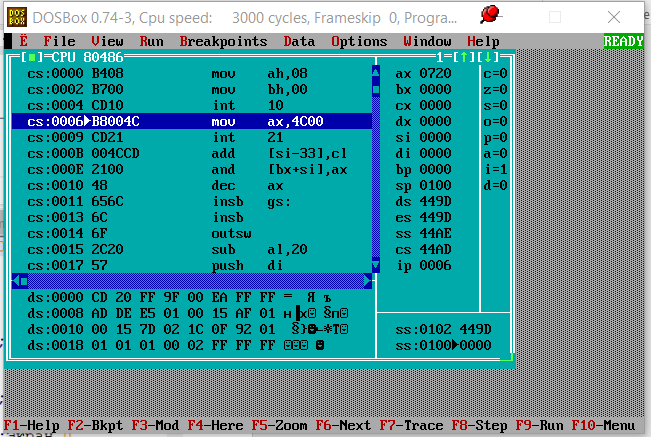 DOSBox 0.74-3, Cpu speed: 3000 cycles, Frameskip 0, Progra...
Ë File View Run Breakpoints Data Options Window Help READY
[■]=CPU 80486 1=[↑][↓]
cs:0000 B408 mov ah,08 ax 0720 c=0
cs:0002 B700 mov bh,00 bx 0000 z=0
cs:0004 CD10 int 10 cx 0000 s=0
cs:0006►B8004C mov ax,4C00 dx 0000 o=0
cs:0009 CD21 int 21 si 0000 p=0
cs:000B 004CCD add [si-33],cl di 0000 a=0
cs:000E 2100 and [bx+si],ax bp 0000 i=1
cs:0010 48 dec ax sp 0100 d=0
cs:0011 656C insb gs: ds 449D
cs:0013 6C insb es 449D
cs:0014 6F outsw ss 44AE
cs:0015 2C20 sub al,20 cs 44AD
cs:0017 57 push di ip 0006
ds:0000 CD 20 FF 9F 00 EA FF FF = Я ъ
ds:0008 AD DE E5 01 00 15 AF 01 н▐х☺ §п☺ ss:0102 449D
ds:0010 00 15 7D 02 1C 0F 92 01 §}☻∟☼Т☺ ss:0100►0000
ds:0018 01 01 01 00 02 FF FF FF ☺☺☺ ☻
F1-Help F2-Bkpt F3-Mod F4-Here F5-Zoom F6-Next F7-Trace F8-Step F9-Run F10-Menu